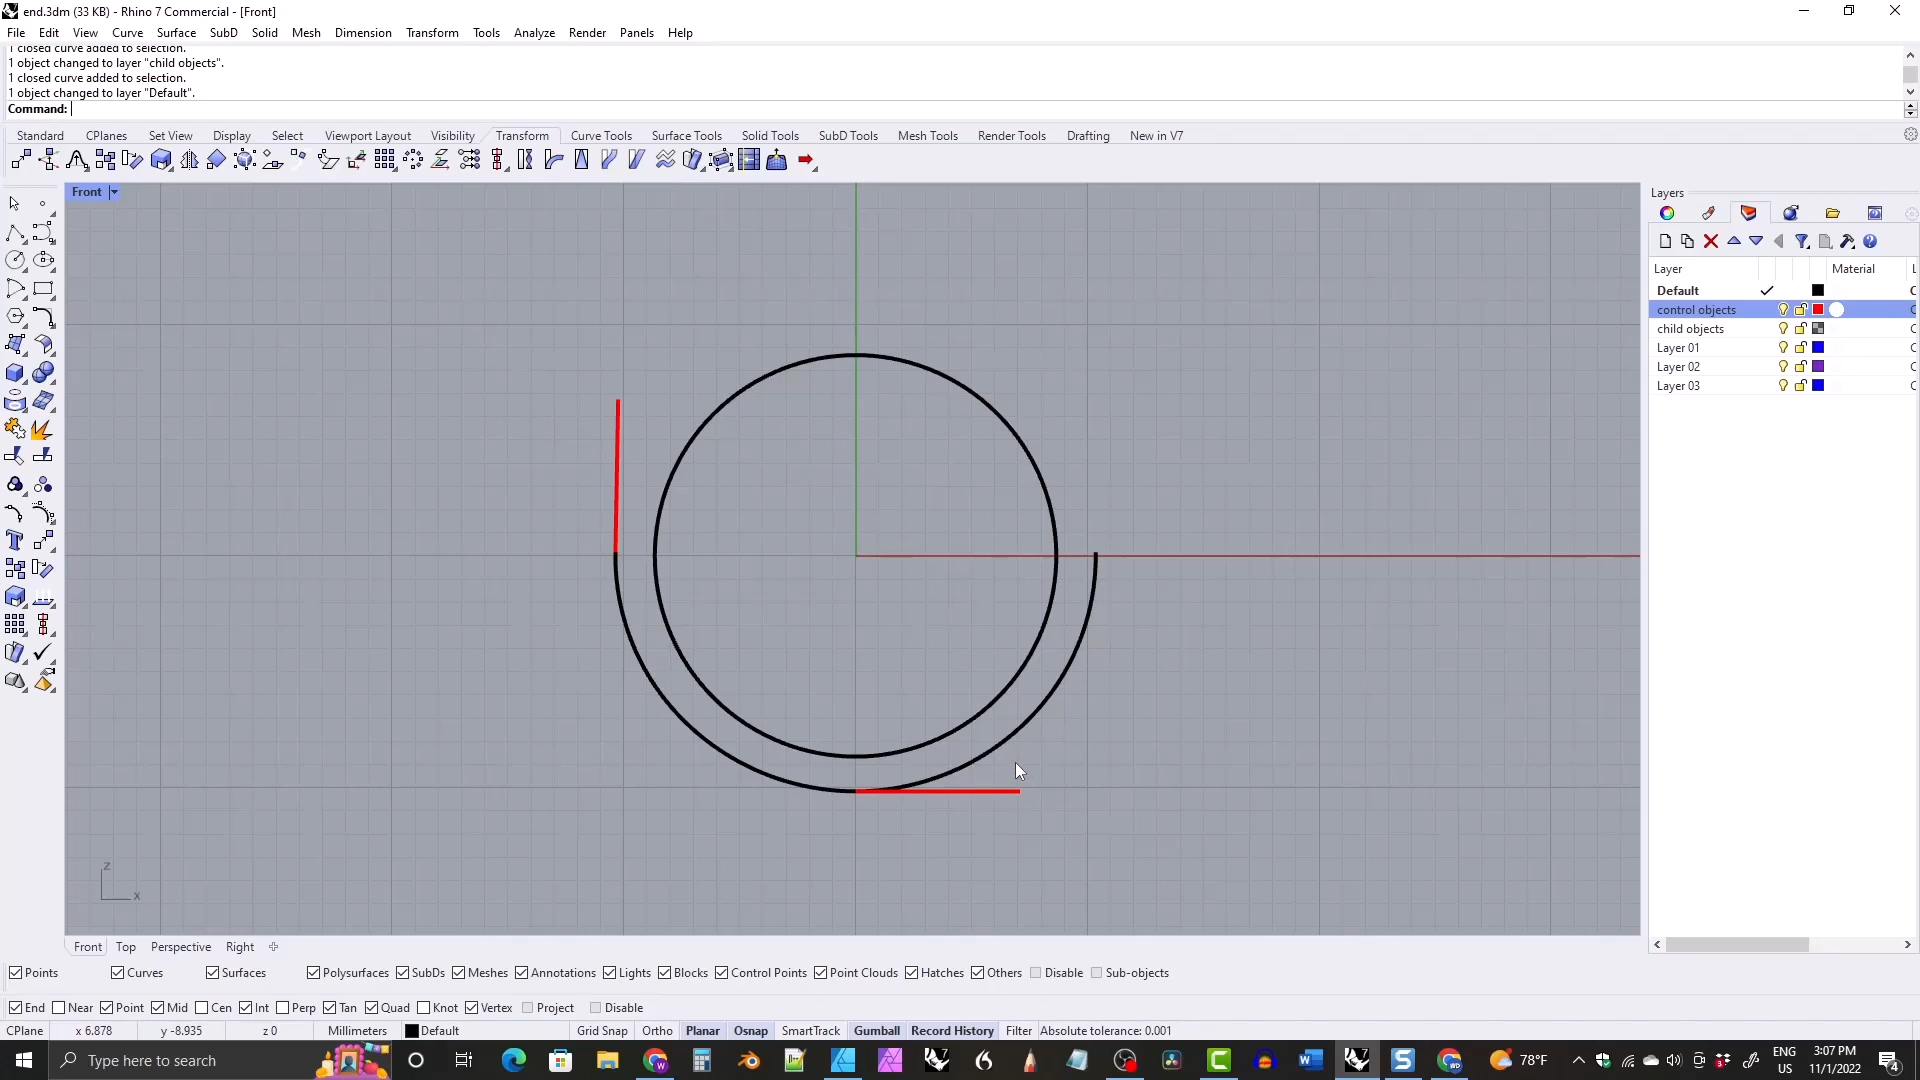 end.3dm (33 KB) - Rhino 7 Commercial - [Front]
File Edit View Curve Surface SubD Solid Mesh Dimension Transform Tools Analyze Render Panels Help
1 closed curve added to selection.
1 object changed to layer "child objects".
1 closed curve added to selection.
1 object changed to layer "Default".
Command:
Standard CPlanes Set View Display Select Viewport Layout Visibility Transform Curve Tools Surface Tools Solid Tools SubD Tools Mesh Tools Render Tools Drafting New in V7
Front
Layers
Layer Material L
Default
control objects
child objects
Layer 01
Layer 02
Layer 03
z
x
Front Top Perspective Right
Points Curves Surfaces Polysurfaces SubDs Meshes Annotations Lights Blocks Control Points Point Clouds Hatches Others Disable Sub-objects
End Near Point Mid Cen Int Perp Tan Quad Knot Vertex Project Disable
CPlane x 6.878 y -8.935 z 0 Millimeters Default Grid Snap Ortho Planar Osnap SmartTrack Gumball Record History Filter Absolute tolerance: 0.001
Type here to search 78°F ENG 3:07 PM
US 11/1/2022 4